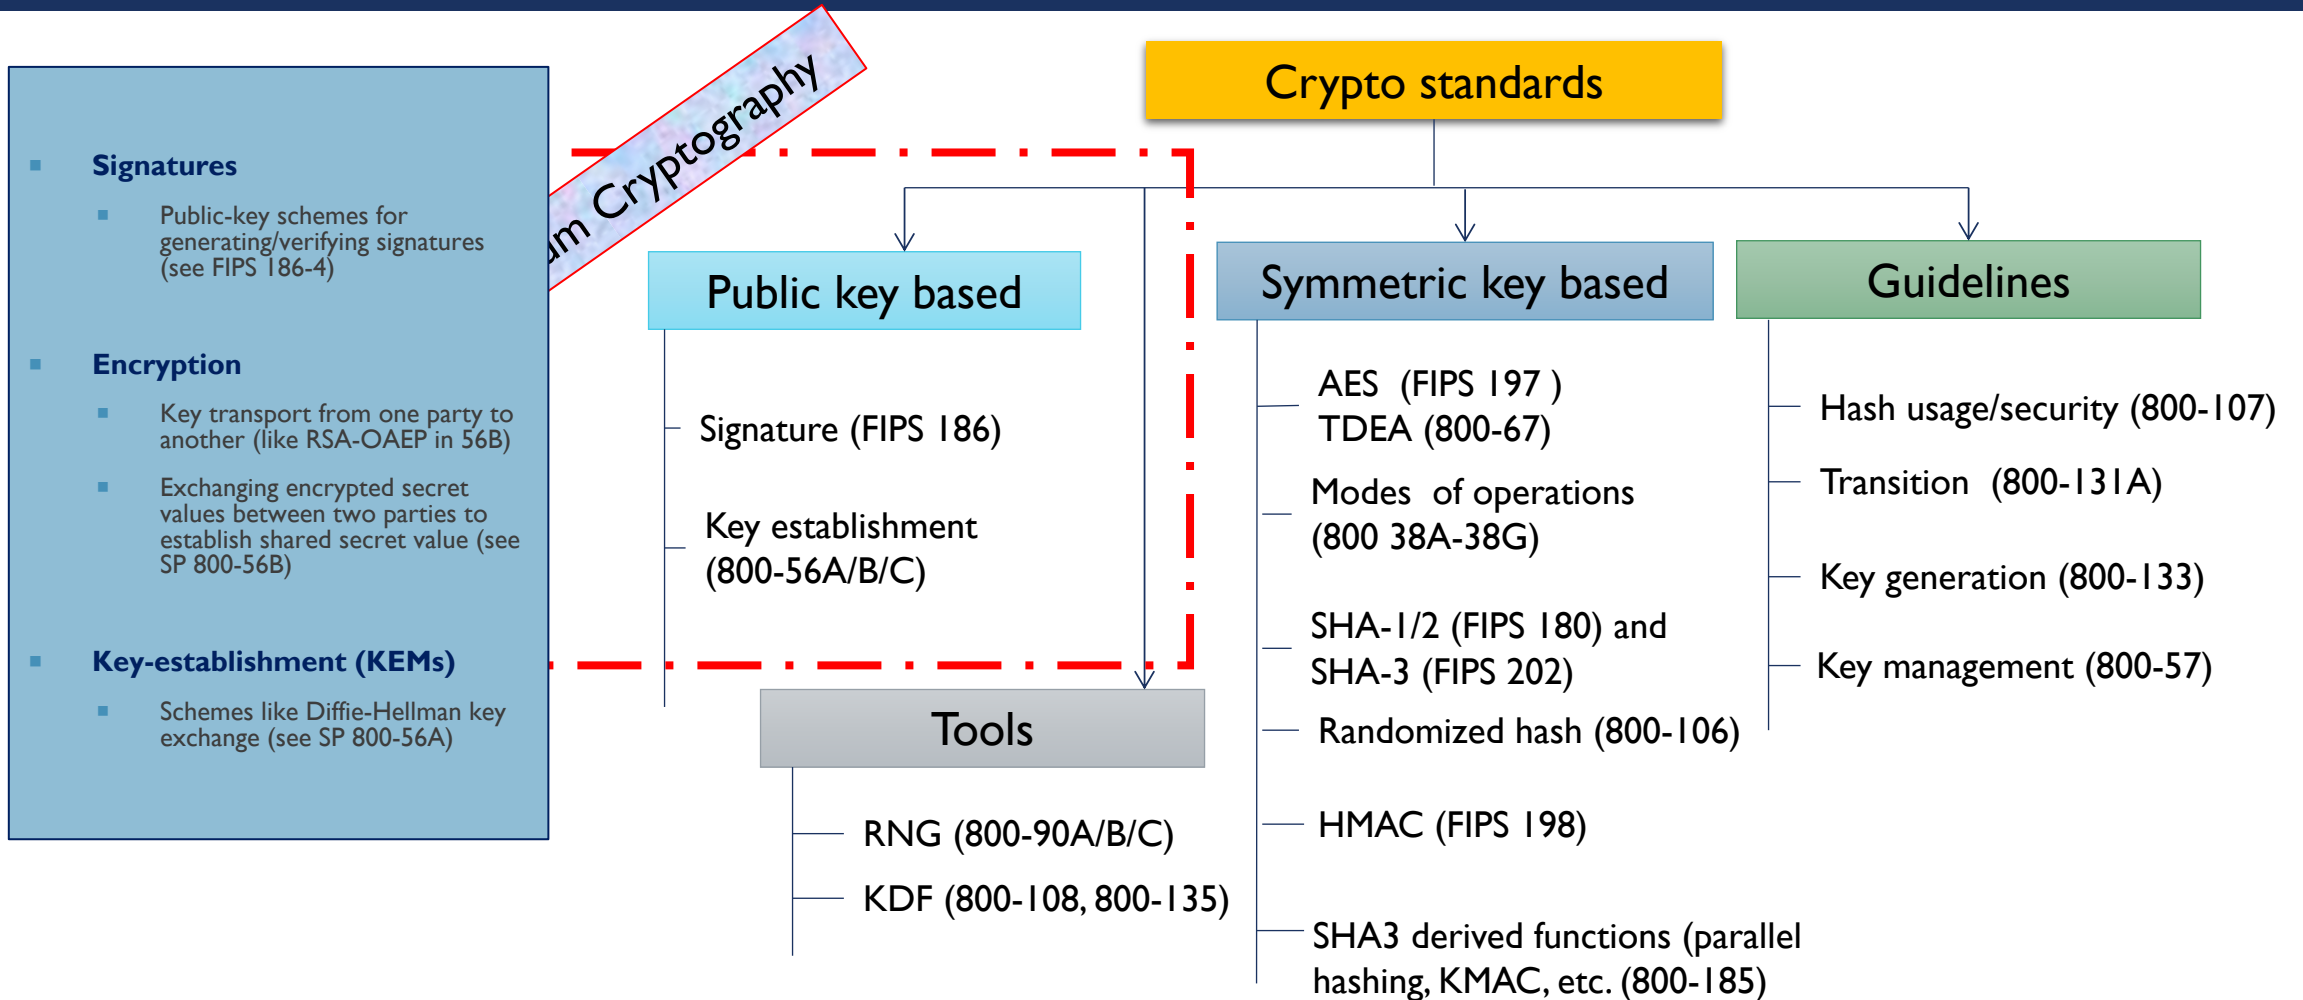 Signatures
Public-key schemes for
generating/verifying signatures
(see FIPS 186-4)
Encryption
Key transport from one party to
another (like RSA-OAEP in 56B)
Exchanging encrypted secret
values between two parties to
establish shared secret value (see
SP 800-56B)
Key-establishment (KEMs)
Schemes like Diffie-Hellman key
exchange (see SP 800-56A)
Cryptography
Crypto standards
Public key based
Signature (FIPS 186)
Key establishment
(800-56A/B/C)
Tools
RNG (800-90A/B/C)
KDF (800-108, 800-135)
Symmetric key based
AES (FIPS 197 )
TDEA (800-67)
Modes of operations
(800 38A-38G)
SHA-1/2 (FIPS 180) and
SHA-3 (FIPS 202)
Randomized hash (800-106)
HMAC (FIPS 198)
SHA3 derived functions (parallel
hashing, KMAC, etc. (800-185)
Guidelines
Hash usage/security (800-107)
Transition (800-131A)
Key generation (800-133)
Key management (800-57)